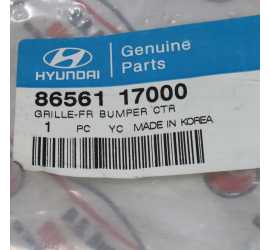 Genuine
Parts
HYUNDAI
86561 17000
GRILLE-FR BUMPER CTR
1 PC YC MADE IN KOREA